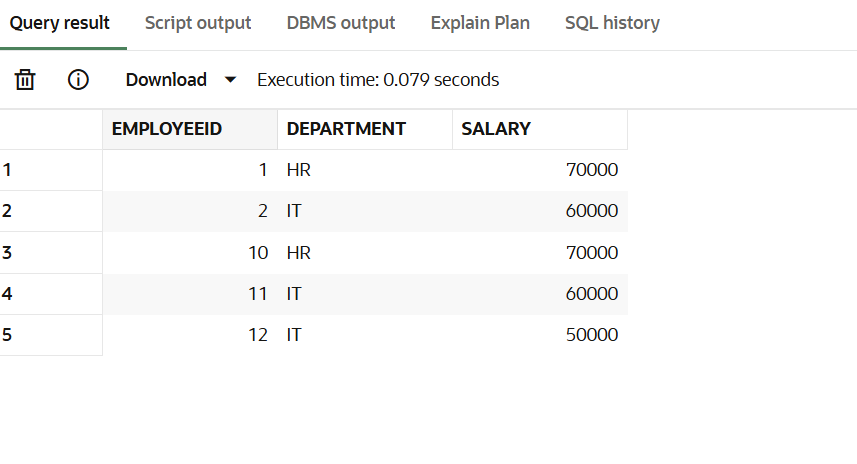 Query result Script output DBMS output Explain Plan SQL history
Download Execution time: 0.079 seconds
EMPLOYEEID DEPARTMENT SALARY
1 1 HR 70000
2 2 IT 60000
3 10 HR 70000
4 11 IT 60000
5 12 IT 50000